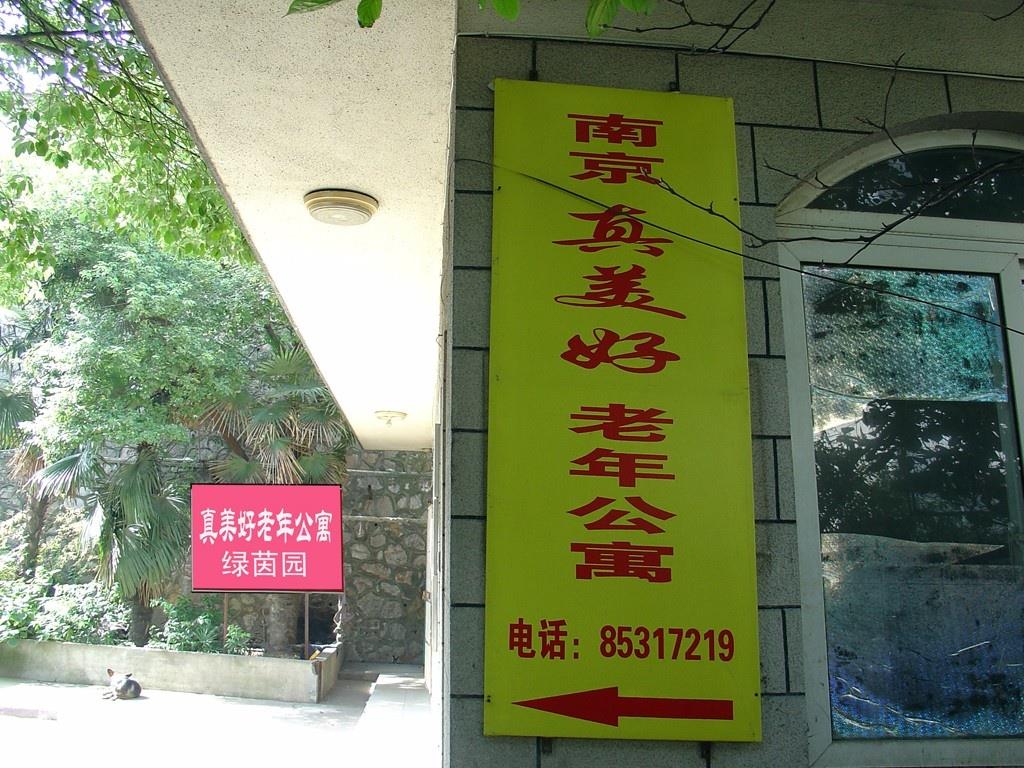 南京 真美好 老年公寓
电话：85317219
真美好老年公寓
绿茵园